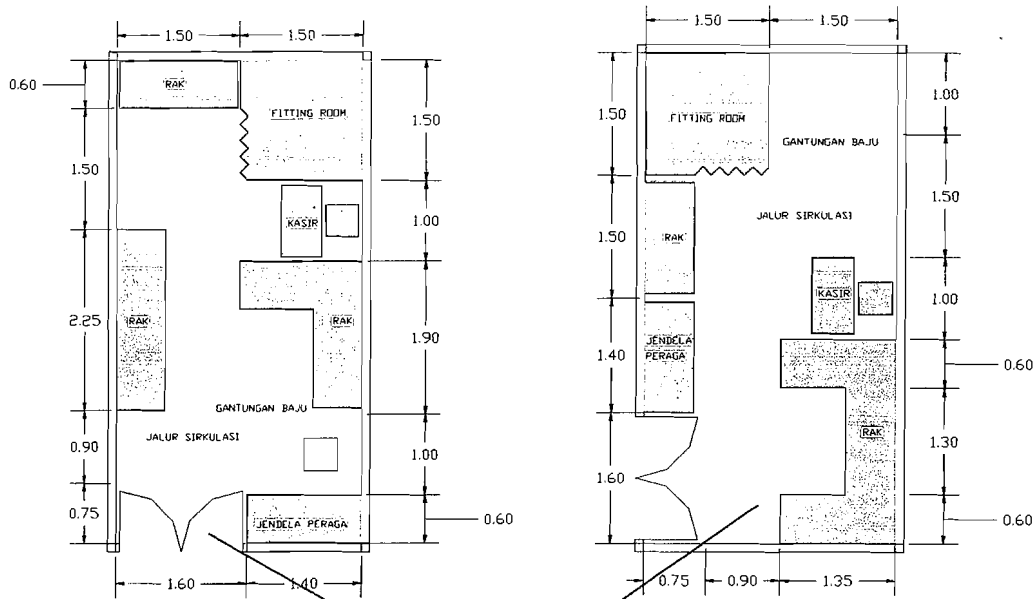 1.50 1.50
0.60
RAK
FITTING ROOM
1.50
1.50
KASIR
1.00
2.25
RAK
RAK
1.90
GANTUNGAN BAJU
JALUR SIRKULASI
0.90
1.00
0.75
JENDELA PERAGA
0.60
1.60 1.40
1.50 1.50
1.00
1.50
FITTING ROOM
GANTUNGAN BAJU
1.50
JALUR SIRKULASI
1.50
RAK
KASIR
1.00
JENDELA
PERAGA
1.40
0.60
RAK
1.30
1.60
0.60
0.75 0.90 1.35